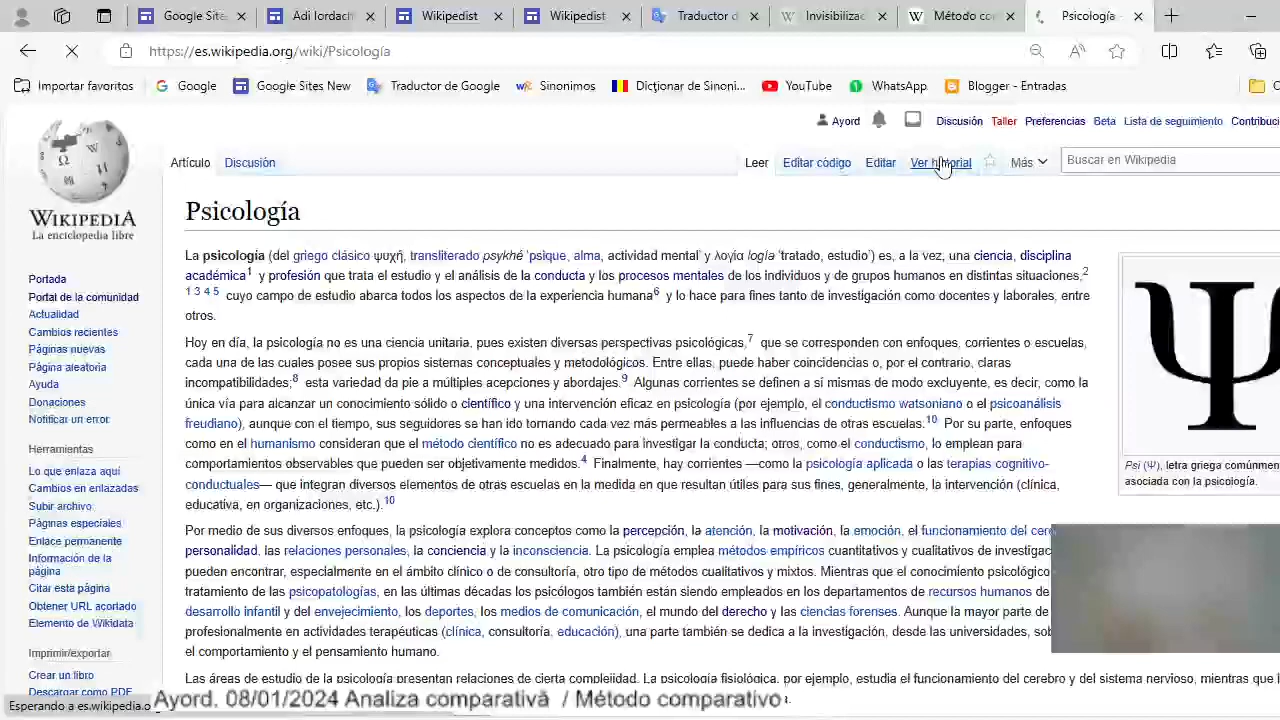 Google Site
Adi Iordach
Wikipedist
Wikipedist
Traductor d
Invisibilizac
Método co
Psicología -
https://es.wikipedia.org/wiki/Psicología
Importar favoritos
Google
Google Sites New
Traductor de Google
Sinonimos
Dicționar de Sinoni...
YouTube
WhatsApp
Blogger - Entradas
Ayord
Discusión
Taller
Preferencias
Beta
Lista de seguimiento
Contribuci
WIKIPEDIA
La enciclopedia libre
Artículo
Discusión
Leer
Editar código
Editar
Ver historial
Más
Buscar en Wikipedia
Portada
Portal de la comunidad
Actualidad
Cambios recientes
Páginas nuevas
Página aleatoria
Ayuda
Donaciones
Notificar un error
Herramientas
Lo que enlaza aquí
Cambios en enlazadas
Subir archivo
Páginas especiales
Enlace permanente
Información de la
página
Citar esta página
Obtener URL acortado
Elemento de Wikidata
Imprimir/exportar
Crear un libro
Descargar como PDF
Psicología
La psicología (del griego clásico ψυχή, transliterado psykhé 'psique, alma, actividad mental' y λογία logía 'tratado, estudio') es, a la vez, una ciencia, disciplina
académica1 y profesión que trata el estudio y el análisis de la conducta y los procesos mentales de los individuos y de grupos humanos en distintas situaciones,2
1 3 4 5 cuyo campo de estudio abarca todos los aspectos de la experiencia humana6 y lo hace para fines tanto de investigación como docentes y laborales, entre
otros.
Hoy en día, la psicología no es una ciencia unitaria, pues existen diversas perspectivas psicológicas,7 que se corresponden con enfoques, corrientes o escuelas,
cada una de las cuales posee sus propios sistemas conceptuales y metodológicos. Entre ellas, puede haber coincidencias o, por el contrario, claras
incompatibilidades;8 esta variedad da pie a múltiples acepciones y abordajes.9 Algunas corrientes se definen a sí mismas de modo excluyente, es decir, como la
única vía para alcanzar un conocimiento sólido o científico y una intervención eficaz en psicología (por ejemplo, el conductismo watsoniano o el psicoanálisis
freudiano), aunque con el tiempo, sus seguidores se han ido tornando cada vez más permeables a las influencias de otras escuelas.10 Por su parte, enfoques
como en el humanismo consideran que el método científico no es adecuado para investigar la conducta; otros, como el conductismo, lo emplean para
comportamientos observables que pueden ser objetivamente medidos.4 Finalmente, hay corrientes —como la psicología aplicada o las terapias cognitivo-
conductuales— que integran diversos elementos de otras escuelas en la medida en que resultan útiles para sus fines, generalmente, la intervención (clínica,
educativa, en organizaciones, etc.).10
Por medio de sus diversos enfoques, la psicología explora conceptos como la percepción, la atención, la motivación, la emoción, el funcionamiento del cere
personalidad, las relaciones personales, la conciencia y la inconsciencia. La psicología emplea métodos empíricos cuantitativos y cualitativos de investigac
pueden encontrar, especialmente en el ámbito clínico o de consultoría, otro tipo de métodos cualitativos y mixtos. Mientras que el conocimiento psicológico
tratamiento de las psicopatologías, en las últimas décadas los psicólogos también están siendo empleados en los departamentos de recursos humanos de
desarrollo infantil y del envejecimiento, los deportes, los medios de comunicación, el mundo del derecho y las ciencias forenses. Aunque la mayor parte de
profesionalmente en actividades terapéuticas (clínica, consultoría, educación), una parte también se dedica a la investigación, desde las universidades, sob
el comportamiento y el pensamiento humano.
Las áreas de estudio de la psicología presentan relaciones de cierta complejidad. La psicología fisiológica, por ejemplo, estudia el funcionamiento del cerebro y del sistema nervioso, mientras que
Ψ
Psi (Ψ), letra griega comúnmen
asociada con la psicología.
Esperando a es.wikipedia.o
Ayord. 08/01/2024 Analiza comparativă / Método comparativo